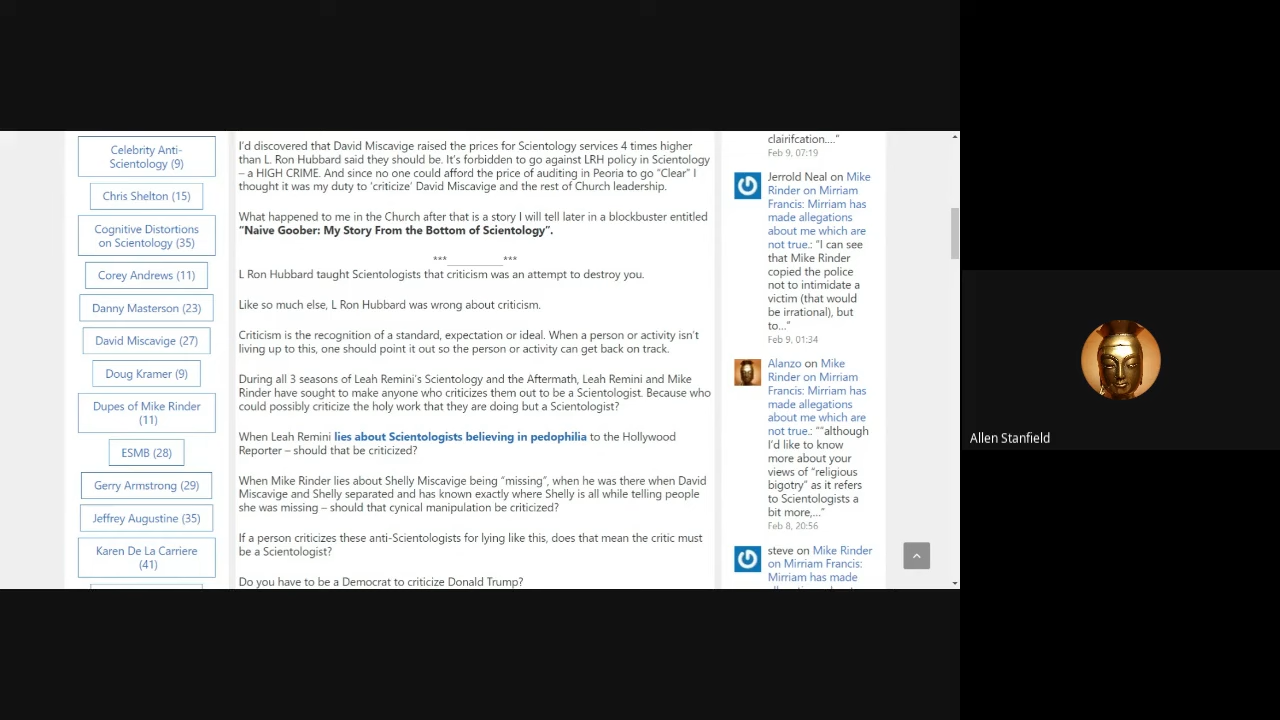 Celebrity Anti-
Scientology (9)
Chris Shelton (15)
Cognitive Distortions
on Scientology (35)
Corey Andrews (11)
Danny Masterson (23)
David Miscavige (27)
Doug Kramer (9)
Dupes of Mike Rinder
(11)
ESMB (28)
Gerry Armstrong (29)
Jeffrey Augustine (35)
Karen De La Carriere
(41)
I'd discovered that David Miscavige raised the prices for Scientology services 4 times higher
than L. Ron Hubbard said they should be. It's forbidden to go against LRH policy in Scientology
– a HIGH CRIME. And since no one could afford the price of auditing in Peoria to go “Clear” I
thought it was my duty to ‘criticize’ David Miscavige and the rest of Church leadership.
What happened to me in the Church after that is a story I will tell later in a blockbuster entitled
“Naive Goober: My Story From the Bottom of Scientology”.
***_________***
L Ron Hubbard taught Scientologists that criticism was an attempt to destroy you.
Like so much else, L Ron Hubbard was wrong about criticism.
Criticism is the recognition of a standard, expectation or ideal. When a person or activity isn't
living up to this, one should point it out so the person or activity can get back on track.
During all 3 seasons of Leah Remini's Scientology and the Aftermath, Leah Remini and Mike
Rinder have sought to make anyone who criticizes them out to be a Scientologist. Because who
could possibly criticize the holy work that they are doing but a Scientologist?
When Leah Remini lies about Scientologists believing in pedophilia to the Hollywood
Reporter – should that be criticized?
When Mike Rinder lies about Shelly Miscavige being “missing”, when he was there when David
Miscavige and Shelly separated and has known exactly where Shelly is all while telling people
she was missing – should that cynical manipulation be criticized?
If a person criticizes these anti-Scientologists for lying like this, does that mean the critic must
be a Scientologist?
Do you have to be a Democrat to criticize Donald Trump?
clairifcation....”
Feb 9, 07:19
Jerrold Neal on Mike
Rinder on Mirriam
Francis: Mirriam has
made allegations
about me which are
not true.: “I can see
that Mike Rinder
copied the police
not to intimidate a
victim (that would
be irrational), but
to...”
Feb 9, 01:34
Alanzo on Mike
Rinder on Mirriam
Francis: Mirriam has
made allegations
about me which are
not true.: ““although
I'd like to know
more about your
views of “religious
bigotry” as it refers
to Scientologists a
bit more,...”
Feb 8, 20:56
steve on Mike Rinder
on Mirriam Francis:
Mirriam has made
Allen Stanfield